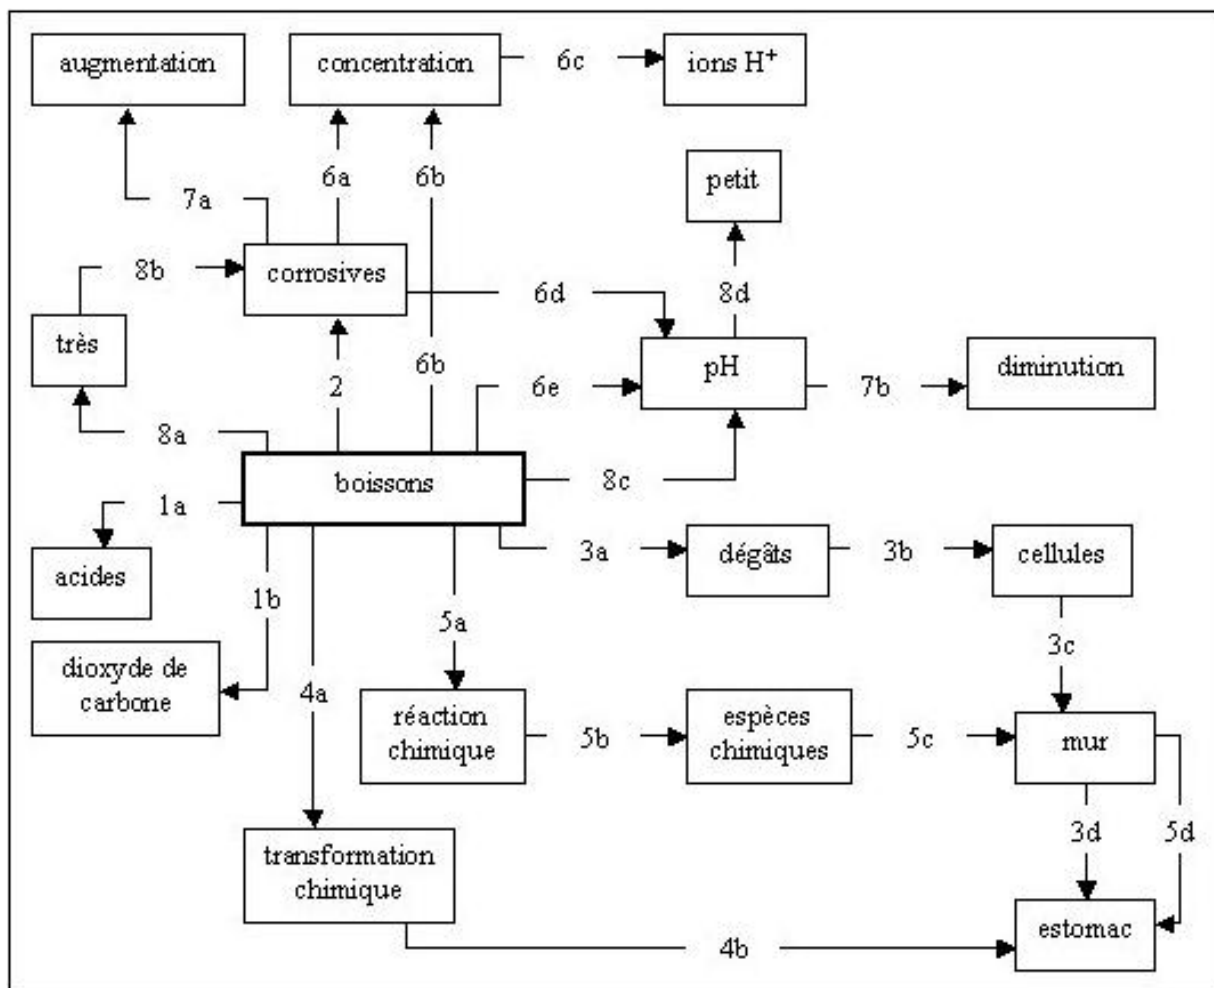 augmentation
concentration
6c
ions H⁺
petit
7a
6a
6b
8b
corrosives
6d
8d
très
2
6b
6e
pH
7b
diminution
8a
boissons
8c
1a
acides
1b
3a
dégâts
3b
cellules
dioxyde de
carbone
4a
5a
3c
réaction
chimique
5b
espèces
chimiques
5c
mur
3d
5d
transformation
chimique
4b
estomac